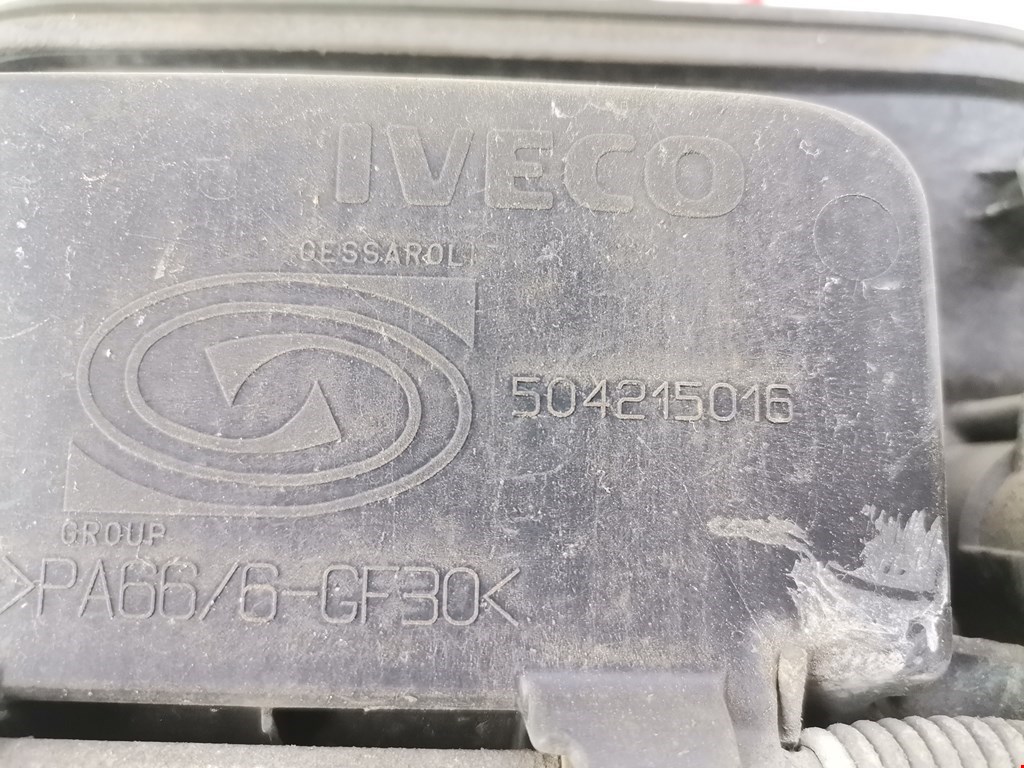 IVECO
CESSAROLI
504215016
GROUP
>PA66/6-GF30<